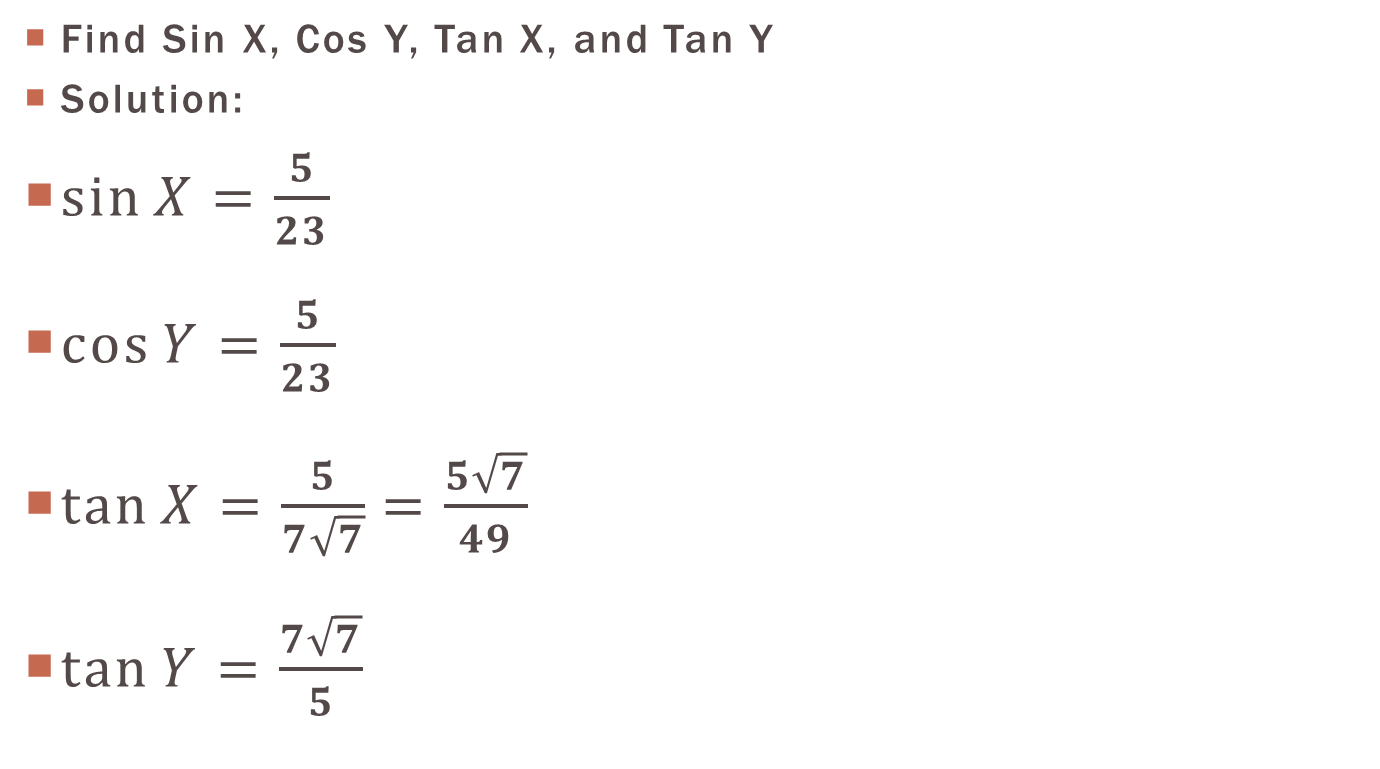 ▪ Find Sin X, Cos Y, Tan X, and Tan Y
▪ Solution:
▪ sin X = 5/23
▪ cos Y = 5/23
▪ tan X = 5/7√7 = 5√7/49
▪ tan Y = 7√7/5